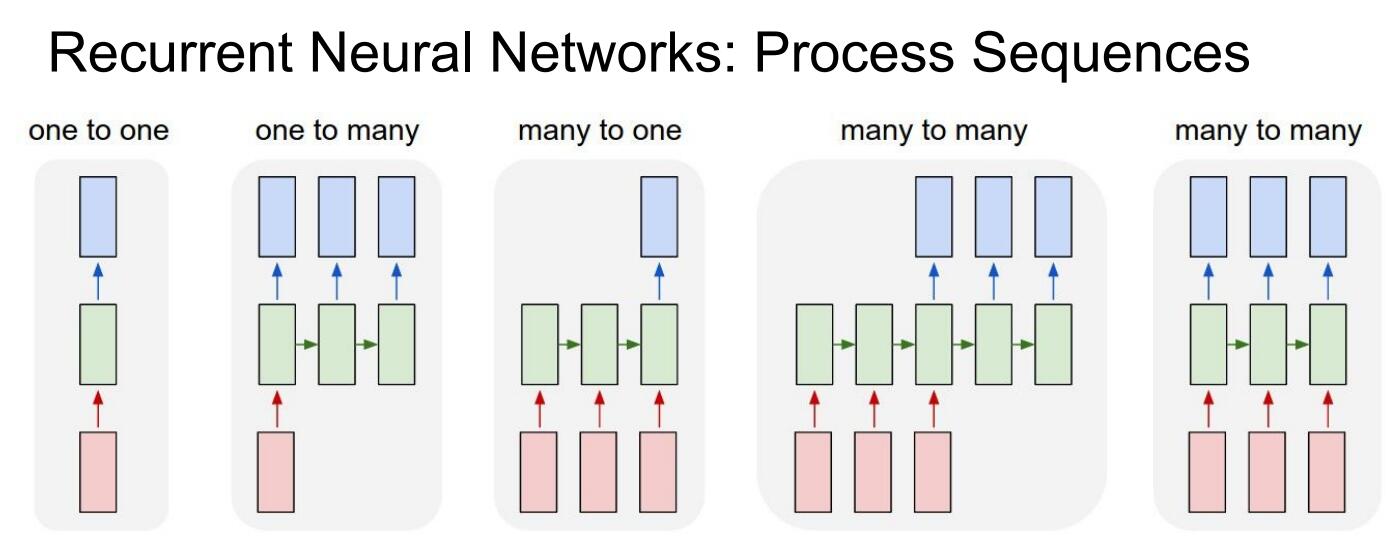 Recurrent Neural Networks: Process Sequences
one to one
one to many
many to one
many to many
many to many